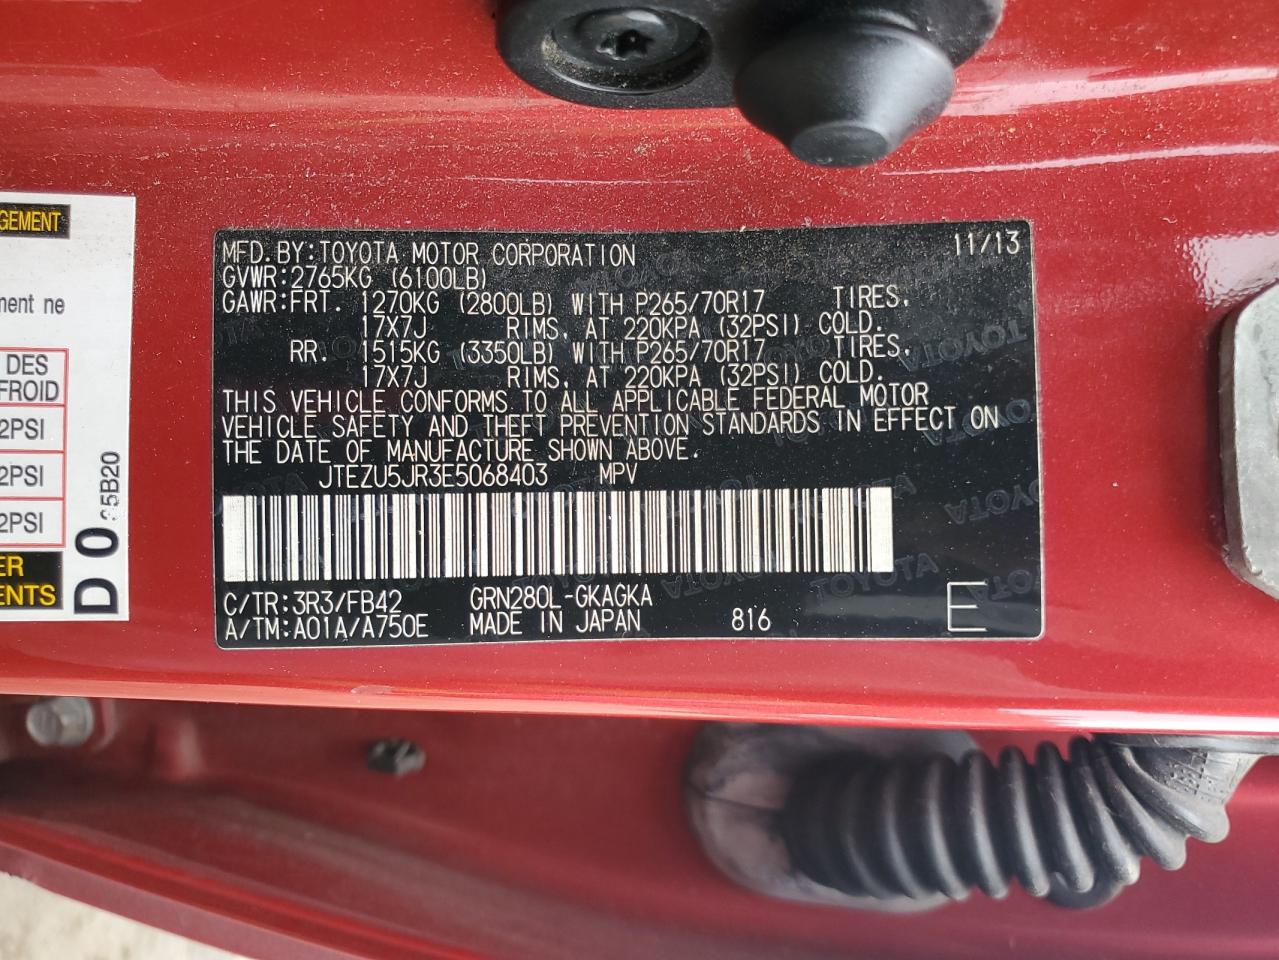 GEMENT
ment ne
DES
FROID
2PSI
2PSI
2PSI
ER
ENTS
D0 35B20
MFD.BY:TOYOTA MOTOR CORPORATION 11/13
GVWR:2765KG (6100LB)
GAWR:FRT. 1270KG (2800LB) WITH P265/70R17 TIRES.
17X7J RIMS, AT 220KPA (32PSI) COLD.
RR. 1515KG (3350LB) WITH P265/70R17 TIRES.
17X7J RIMS, AT 220KPA (32PSI) COLD.
THIS VEHICLE CONFORMS TO ALL APPLICABLE FEDERAL MOTOR
VEHICLE SAFETY AND THEFT PREVENTION STANDARDS IN EFFECT ON
THE DATE OF MANUFACTURE SHOWN ABOVE.
JTEZU5JR3E5068403 MPV
C/TR:3R3/FB42 GRN280L-GKAGKA
A/TM:A01A/A750E MADE IN JAPAN 816 E